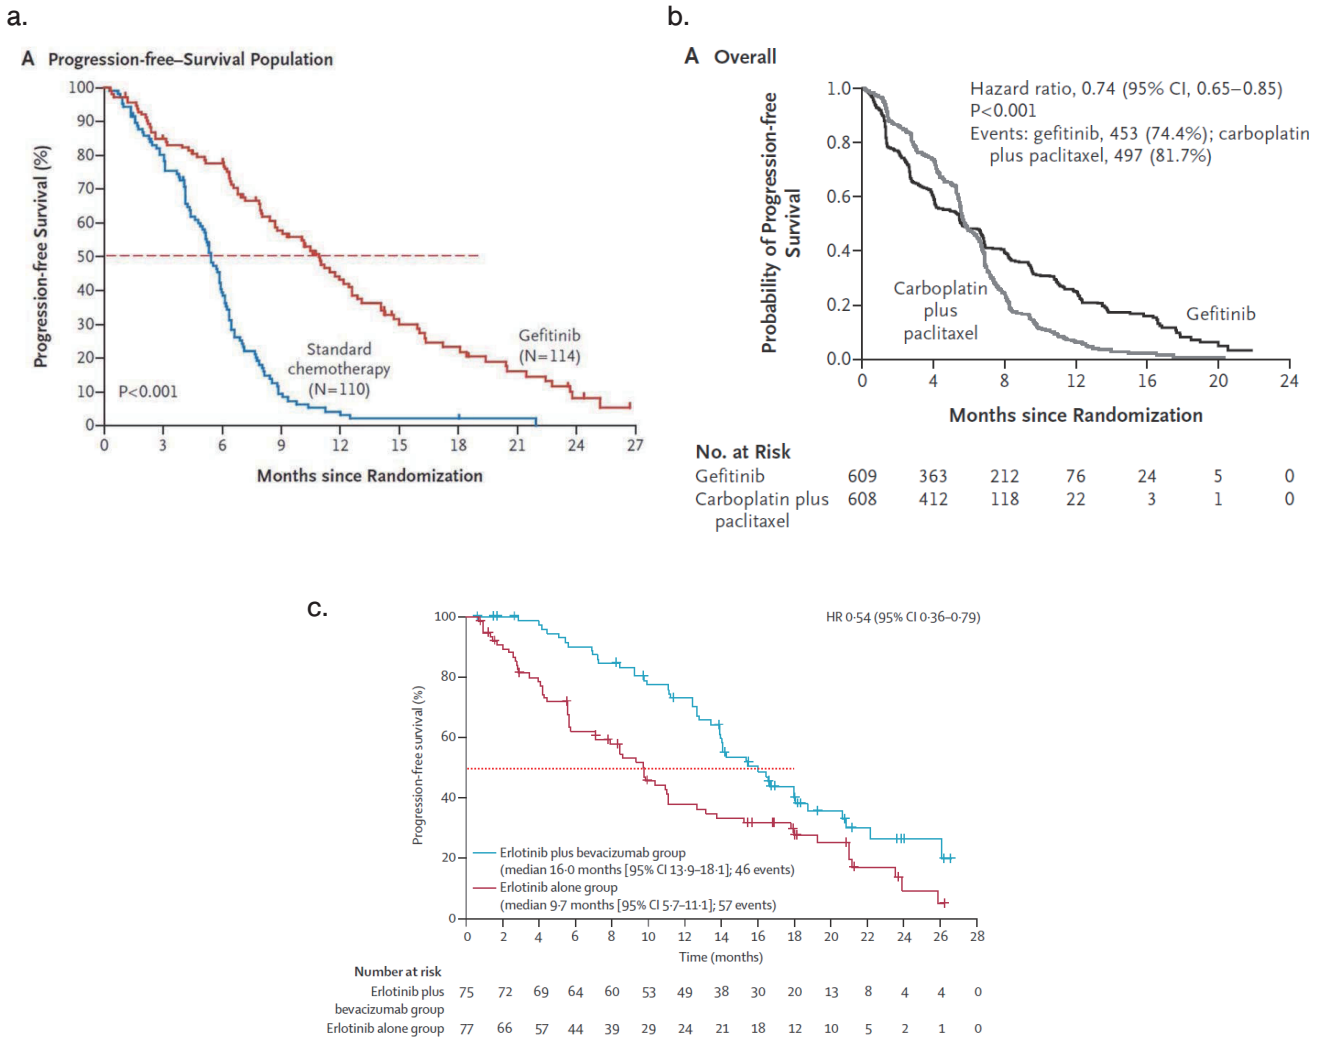 a.
A Progression-free–Survival Population
100
90
80
70
60
50
40
30
20
10
0
Progression-free Survival (%)
P<0.001
Standard
chemotherapy
(N=110)
Gefitinib
(N=114)
0 3 6 9 12 15 18 21 24 27
Months since Randomization
b.
A Overall
1.0
0.8
0.6
0.4
0.2
0.0
Probability of Progression-free
Survival
Hazard ratio, 0.74 (95% CI, 0.65–0.85)
P<0.001
Events: gefitinib, 453 (74.4%); carboplatin
plus paclitaxel, 497 (81.7%)
Carboplatin
plus
paclitaxel
Gefitinib
0 4 8 12 16 20 24
Months since Randomization
No. at Risk
Gefitinib 609 363 212 76 24 5 0
Carboplatin plus 608 412 118 22 3 1 0
paclitaxel
c.
HR 0·54 (95% CI 0·36–0·79)
100
80
60
40
20
0
Progression-free survival (%)
Erlotinib plus bevacizumab group
(median 16·0 months [95% CI 13·9–18·1]; 46 events)
Erlotinib alone group
(median 9·7 months [95% CI 5·7–11·1]; 57 events)
0 2 4 6 8 10 12 14 16 18 20 22 24 26 28
Time (months)
Number at risk
Erlotinib plus 75 72 69 64 60 53 49 38 30 20 13 8 4 4 0
bevacizumab group
Erlotinib alone group 77 66 57 44 39 29 24 21 18 12 10 5 2 1 0